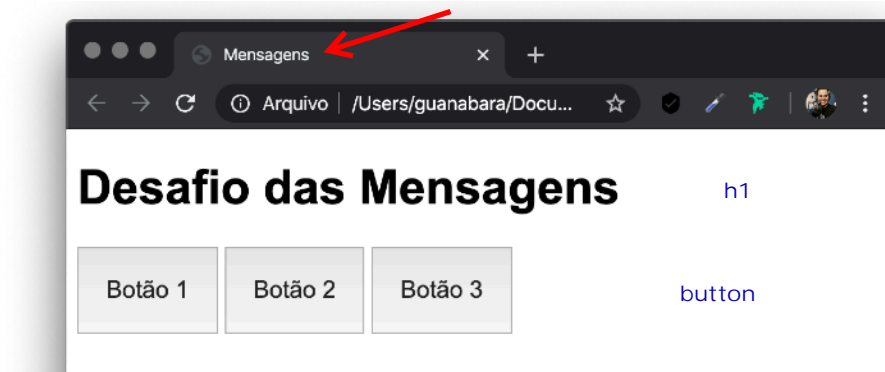 Mensagens
Arquivo /Users/guanabara/Docu...
Desafio das Mensagens h1
Botão 1 Botão 2 Botão 3 button